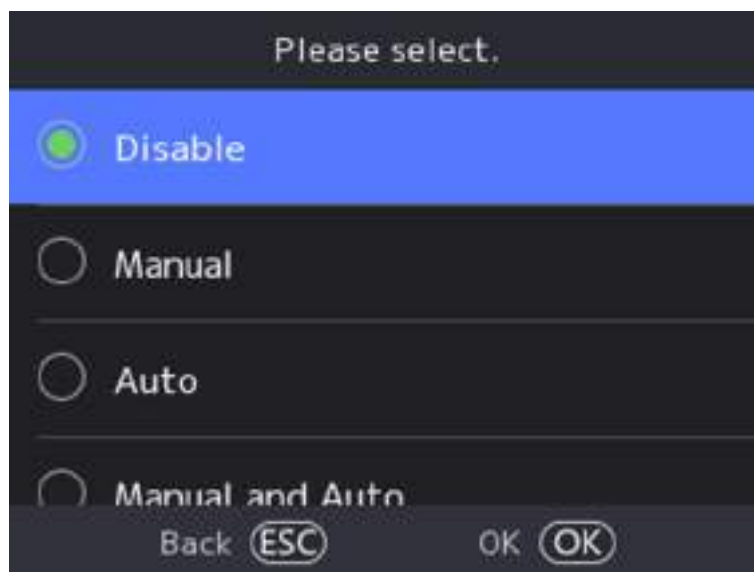 Please select.
Disable
Manual
Auto
Manual and Auto
Back ESC OK OK